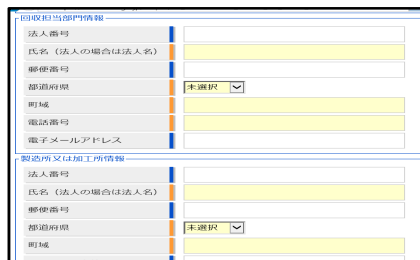 回収担当部門情報
法人番号
氏名（法人の場合は法人名）
郵便番号
都道府県 未選択
町域
電話番号
電子メールアドレス
製造所又は加工所情報
法人番号
氏名（法人の場合は法人名）
郵便番号
都道府県 未選択
町域